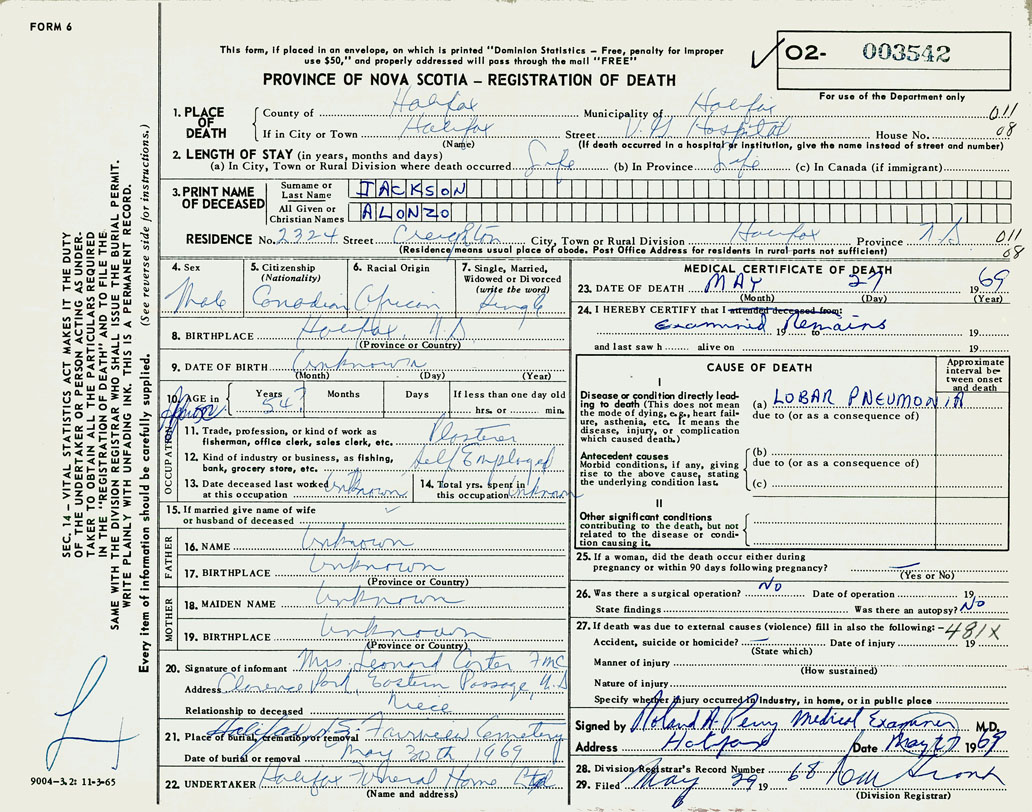 FORM 6
This form, if placed in an envelope, on which is printed "Dominion Statistics – Free, penalty for improper
use $50," and properly addressed will pass through the mail "FREE"
PROVINCE OF NOVA SCOTIA – REGISTRATION OF DEATH
✓ O2- 003542
For use of the Department only
1. PLACE OF DEATH
County of Halifax Municipality of Halifax 011
If in City or Town Halifax Street V.G Hospital House No. 08
(Name) (If death occurred in a hospital or institution, give the name instead of street and number)
2. LENGTH OF STAY (in years, months and days)
(a) In City, Town or Rural Division where death occurred Life (b) In Province Life (c) In Canada (if immigrant)
3. PRINT NAME OF DECEASED
Surname or Last Name JACKSON
All Given or Christian Names ALONZO
RESIDENCE No. 2324 Street Creighton City, Town or Rural Division Halifax Province N.S 011
(Residence means usual place of abode. Post Office Address for residents in rural parts not sufficient) 08
4. Sex Male
5. Citizenship (Nationality) Canadian
6. Racial Origin African
7. Single, Married, Widowed or Divorced (write the word) Single
8. BIRTHPLACE Halifax, N.S
(Province or Country)
9. DATE OF BIRTH Unknown
(Month) (Day) (Year)
10. AGE in Years 54? Months Days If less than one day old
hrs. or min.
OCCUPATION
11. Trade, profession, or kind of work as
fisherman, office clerk, sales clerk, etc. Plasterer
12. Kind of industry or business, as fishing,
bank, grocery store, etc. Self Employed
13. Date deceased last worked
at this occupation Unknown
14. Total yrs. spent in
this occupation Unknown
15. If married give name of wife
or husband of deceased
FATHER
16. NAME Unknown
17. BIRTHPLACE Unknown
(Province or Country)
MOTHER
18. MAIDEN NAME Unknown
19. BIRTHPLACE Unknown
(Province or Country)
20. Signature of informant Mrs. Leonard
Address Eastern Passage, N.S
Relationship to deceased Niece
21. Place of burial, cremation or removal Halifax N.S. Fairview Cemetery
Date of burial or removal May 30th 1969
22. UNDERTAKER Halifax Funeral Home Ltd
(Name and address)
MEDICAL CERTIFICATE OF DEATH
23. DATE OF DEATH MAY 27 1969
(Month) (Day) (Year)
24. I HEREBY CERTIFY that I attended deceased from:
Examined Remains 19 to 19
and last saw h alive on 19
CAUSE OF DEATH
Approximate interval between onset and death
I
Disease or condition directly leading
to death (This does not mean
the mode of dying, e.g., heart failure,
asthenia, etc. It means the
disease, injury, or complication
which caused death.)
(a) LOBAR PNEUMONIA
due to (or as a consequence of)
Antecedent causes
Morbid conditions, if any, giving
rise to the above cause, stating
the underlying condition last.
(b)
due to (or as a consequence of)
(c)
II
Other significant conditions
contributing to the death, but not
related to the disease or condition
causing it.
25. If a woman, did the death occur either during
pregnancy or within 90 days following pregnancy? —
(Yes or No)
26. Was there a surgical operation? No Date of operation 19
State findings Was there an autopsy? No
27. If death was due to external causes (violence) fill in also the following: – 481X
Accident, suicide or homicide? — Date of injury 19
(State which)
Manner of injury
(How sustained)
Nature of injury
Specify whether injury occurred in industry, in home, or in public place
Signed by Roland A. Perry Medical Examiner M.D.
Address Halifax Date May 27 1969
28. Division Registrar's Record Number 68
29. Filed May 29 19
(Division Registrar)
SEC. 14 – VITAL STATISTICS ACT MAKES IT THE DUTY
OF THE UNDERTAKER OR PERSON ACTING AS UNDERTAKER
TO OBTAIN ALL THE PARTICULARS REQUIRED
IN THE "REGISTRATION OF DEATH" AND TO FILE THE
SAME WITH THE DIVISION REGISTRAR WHO SHALL ISSUE THE BURIAL PERMIT.
WRITE PLAINLY WITH UNFADING INK. THIS IS A PERMANENT RECORD.
Every item of information should be carefully supplied. (See reverse side for instructions.)
9004-3.2: 11-3-65